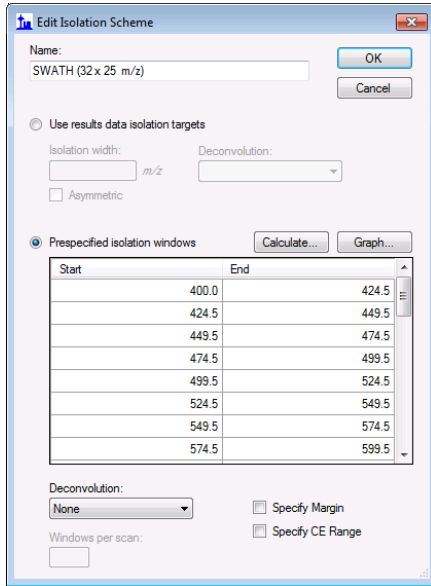 Edit Isolation Scheme
Name:
SWATH (32 x 25 m/z)
OK
Cancel
Use results data isolation targets
Isolation width:
Deconvolution:
m/z
Asymmetric
Prespecified isolation windows
Calculate...
Graph...
Start End
400.0 424.5
424.5 449.5
449.5 474.5
474.5 499.5
499.5 524.5
524.5 549.5
549.5 574.5
574.5 599.5
Deconvolution:
None
Specify Margin
Windows per scan:
Specify CE Range